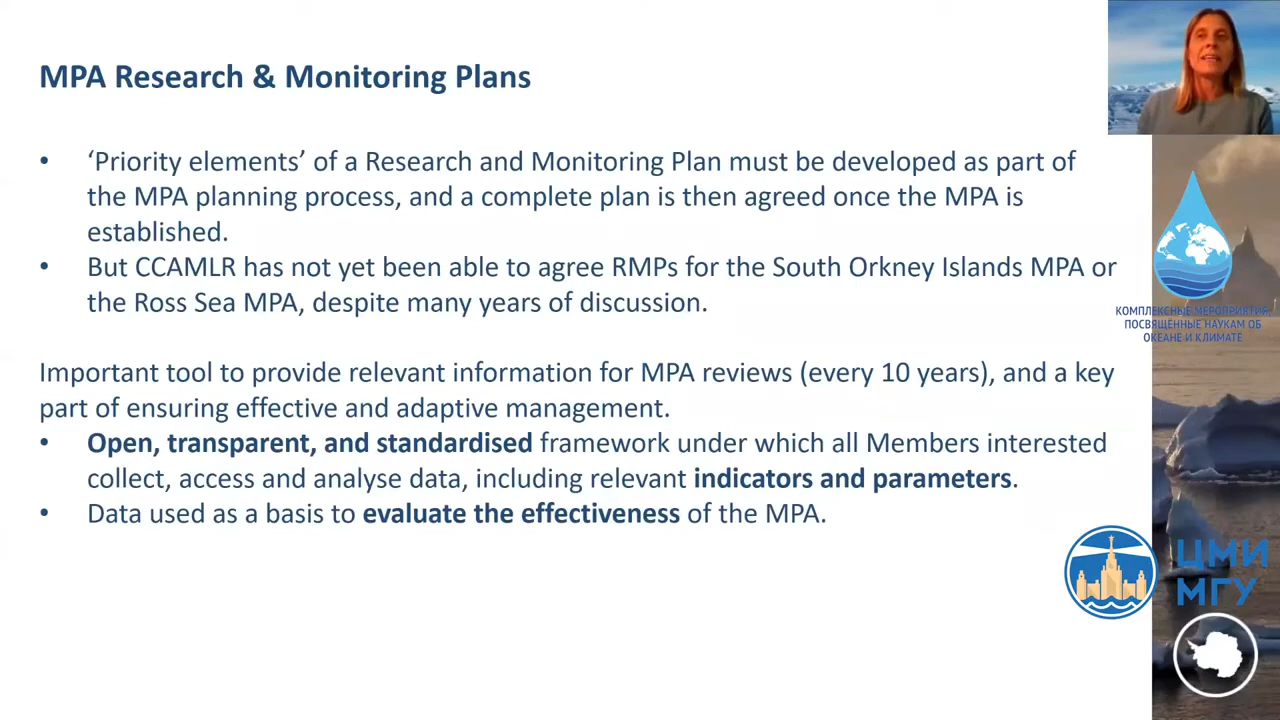 MPA Research & Monitoring Plans
• ‘Priority elements’ of a Research and Monitoring Plan must be developed as part of
the MPA planning process, and a complete plan is then agreed once the MPA is
established.
• But CCAMLR has not yet been able to agree RMPs for the South Orkney Islands MPA or
the Ross Sea MPA, despite many years of discussion.
Important tool to provide relevant information for MPA reviews (every 10 years), and a key
part of ensuring effective and adaptive management.
• Open, transparent, and standardised framework under which all Members interested
collect, access and analyse data, including relevant indicators and parameters.
• Data used as a basis to evaluate the effectiveness of the MPA.
КОМПЛЕКСНЫЕ МЕРОПРИЯТИЯ,
ПОСВЯЩЁННЫЕ НАУКАМ ОБ
ОКЕАНЕ И КЛИМАТЕ
ЦМИ
МГУ